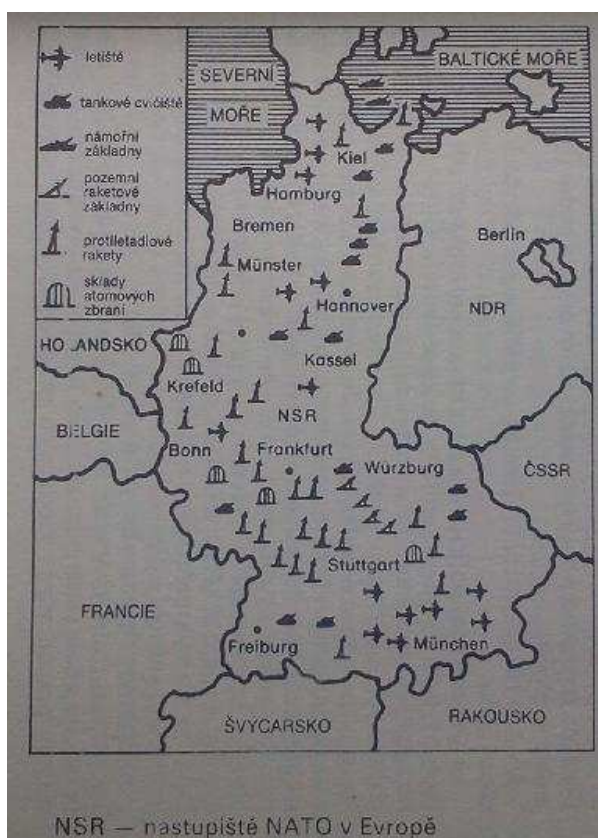 letiště
tankové cvičiště
námořní
základny
pozemní
raketové
základny
protiletadlové
rakety
sklady
atomových
zbraní
SEVERNÍ
MOŘE
BALTICKÉ MOŘE
Kiel
Hamburg
Bremen
Berlin
Münster
Hannover
NDR
HOLANDSKO
Kassel
Krefeld
NSR
BELGIE
Bonn
Frankfurt
Würzburg
ČSSR
Stuttgart
FRANCIE
Freiburg
München
ŠVÝCARSKO
RAKOUSKO
NSR — nastupiště NATO v Evropě